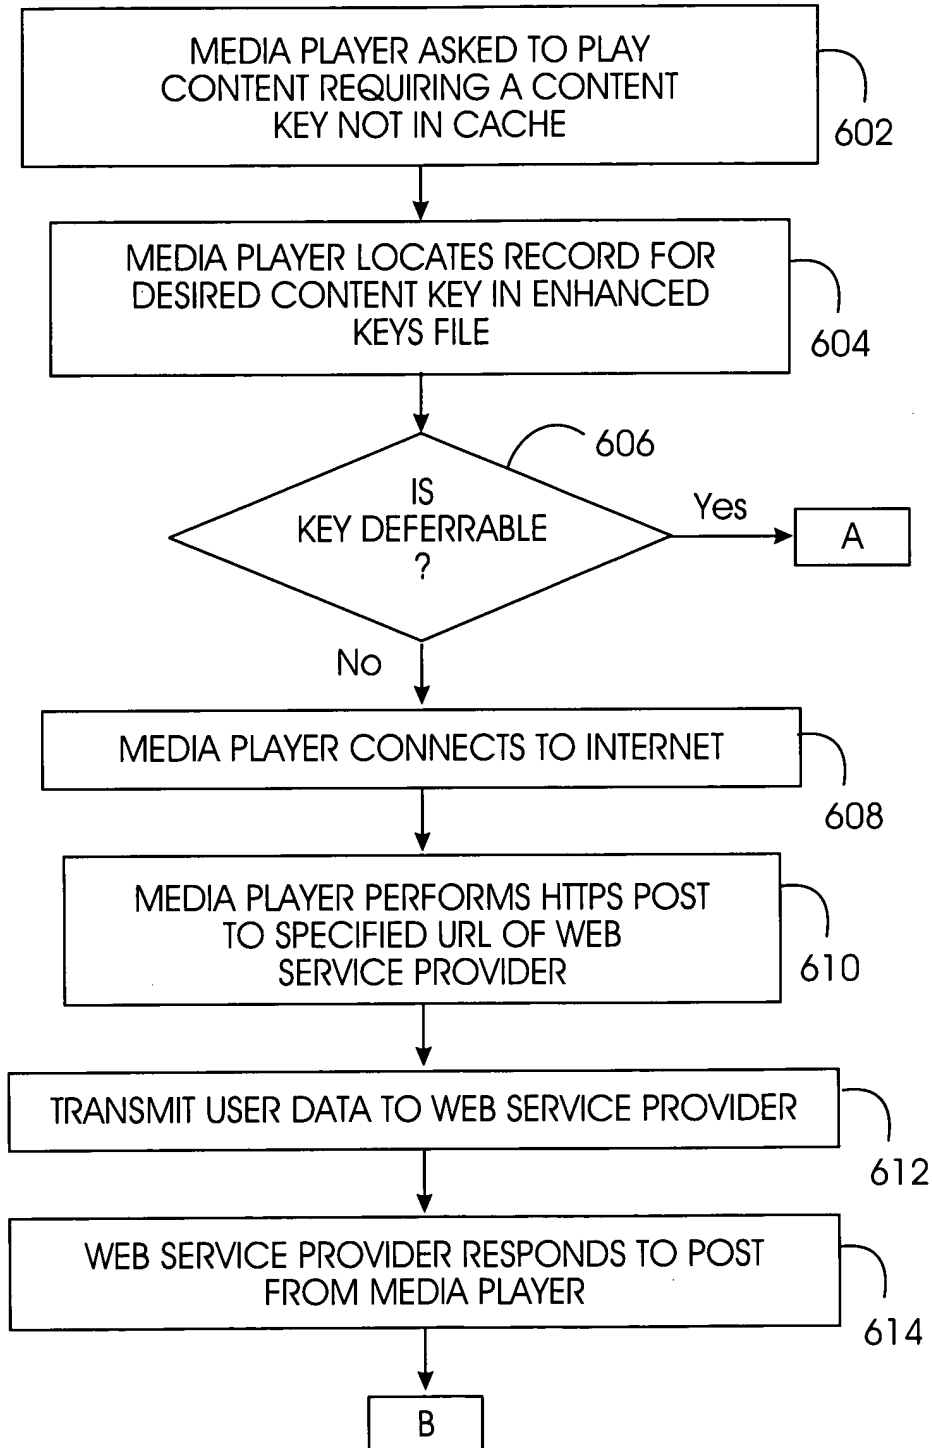 MEDIA PLAYER ASKED TO PLAY
CONTENT REQUIRING A CONTENT
KEY NOT IN CACHE
602
MEDIA PLAYER LOCATES RECORD FOR
DESIRED CONTENT KEY IN ENHANCED
KEYS FILE
604
606
IS
KEY DEFERRABLE
?
Yes
A
No
MEDIA PLAYER CONNECTS TO INTERNET
608
MEDIA PLAYER PERFORMS HTTPS POST
TO SPECIFIED URL OF WEB
SERVICE PROVIDER
610
TRANSMIT USER DATA TO WEB SERVICE PROVIDER
612
WEB SERVICE PROVIDER RESPONDS TO POST
FROM MEDIA PLAYER
614
B